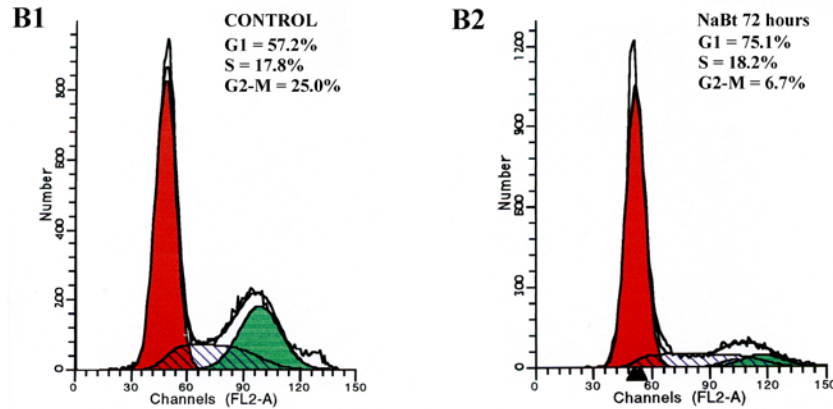 B1
CONTROL
G1 = 57.2%
S = 17.8%
G2-M = 25.0%
Number
800
600
400
200
0
0 30 60 90 120 150
Channels (FL2-A)
B2
NaBt 72 hours
G1 = 75.1%
S = 18.2%
G2-M = 6.7%
Number
1200
900
600
300
0
0 30 60 90 120 150
Channels (FL2-A)